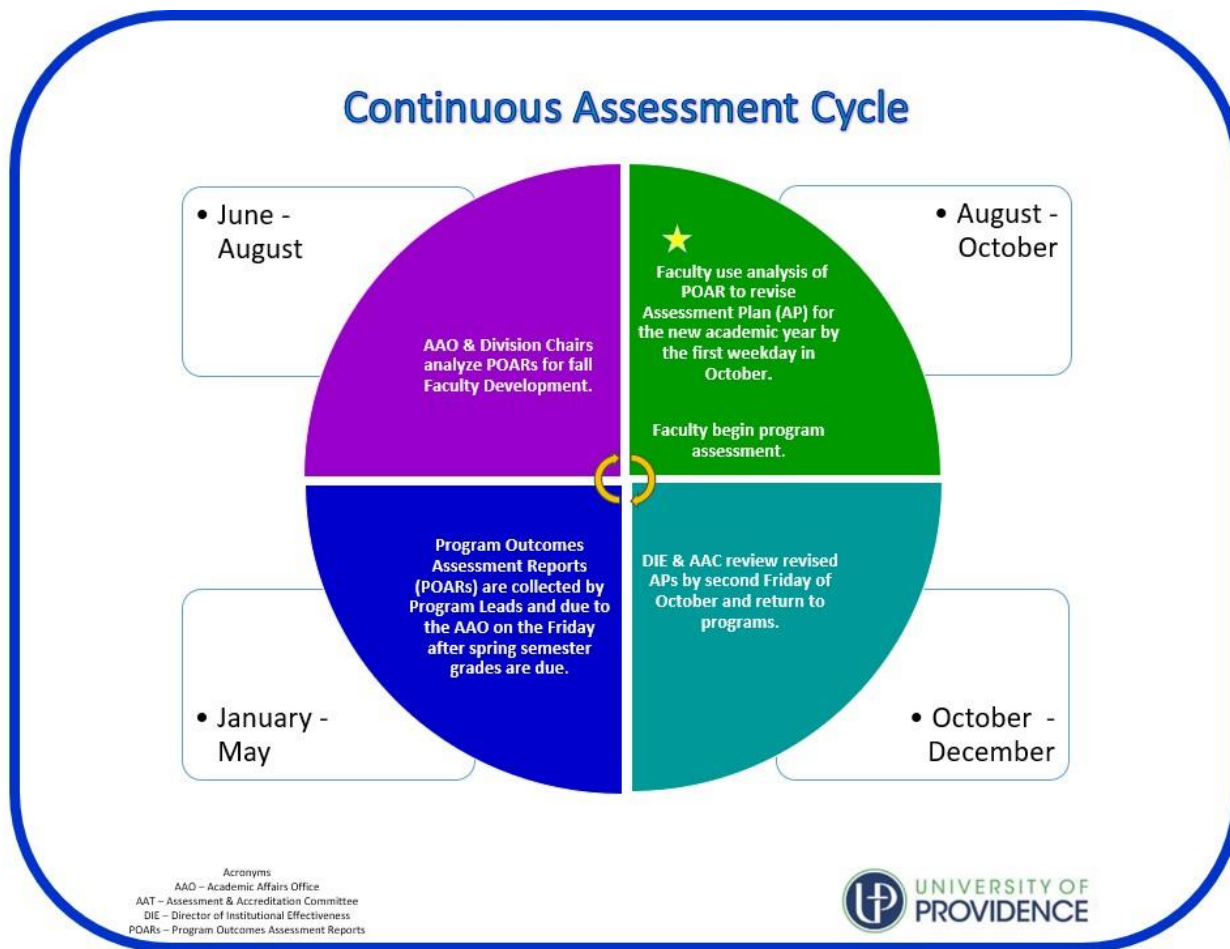 Continuous Assessment Cycle
• June -
August
• August -
October
AAO & Division Chairs
analyze POARs for fall
Faculty Development.
Faculty use analysis of
POAR to revise
Assessment Plan (AP) for
the new academic year by
the first weekday in
October.
Faculty begin program
assessment.
Program Outcomes
Assessment Reports
(POARs) are collected by
Program Leads and due to
the AAO on the Friday
after spring semester
grades are due.
DIE & AAC review revised
APs by second Friday of
October and return to
programs.
• January -
May
• October -
December
Acronyms
AAO – Academic Affairs Office
AAT – Assessment & Accreditation Committee
DIE – Director of Institutional Effectiveness
POARs – Program Outcomes Assessment Reports
UP
UNIVERSITY OF
PROVIDENCE